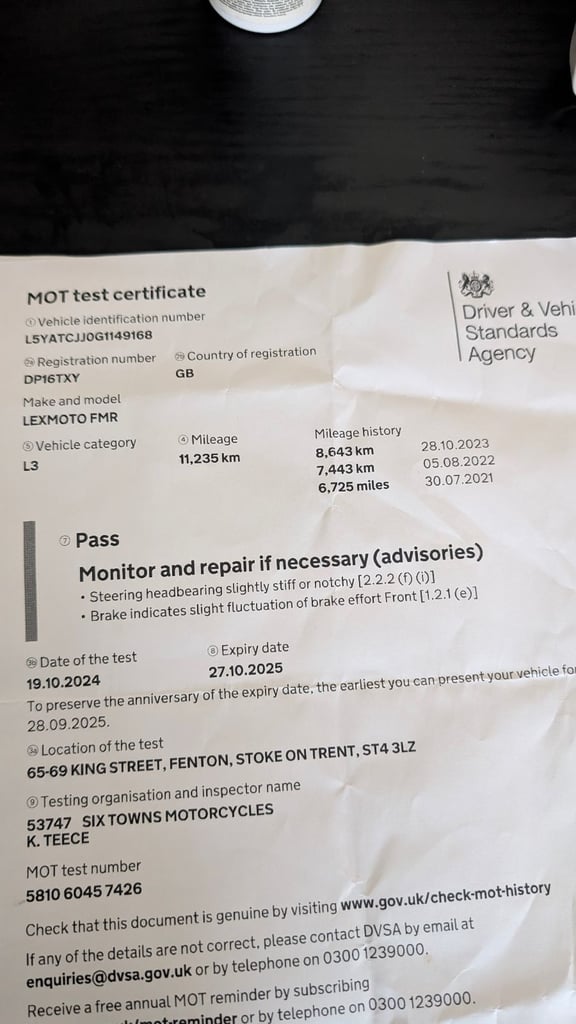 MOT test certificate
① Vehicle identification number
L5YATCJJ0G1149168
Registration number
DP16TXY
Country of registration
GB
Make and model
LEXMOTO FMR
⑤ Vehicle category
L3
④ Mileage
11,235 km
Mileage history
8,643 km 28.10.2023
7,443 km 05.08.2022
6,725 miles 30.07.2021
Driver & Vehi
Standards
Agency
⑦ Pass
Monitor and repair if necessary (advisories)
• Steering headbearing slightly stiff or notchy [2.2.2 (f) (i)]
• Brake indicates slight fluctuation of brake effort Front [1.2.1 (e)]
Date of the test
19.10.2024
⑧ Expiry date
27.10.2025
To preserve the anniversary of the expiry date, the earliest you can present your vehicle for
28.09.2025.
Location of the test
65-69 KING STREET, FENTON, STOKE ON TRENT, ST4 3LZ
⑨ Testing organisation and inspector name
53747 SIX TOWNS MOTORCYCLES
K. TEECE
MOT test number
5810 6045 7426
Check that this document is genuine by visiting www.gov.uk/check-mot-history
If any of the details are not correct, please contact DVSA by email at
enquiries@dvsa.gov.uk or by telephone on 0300 1239000.
Receive a free annual MOT reminder by subscribing
/mot-reminder or by telephone on 0300 1239000.